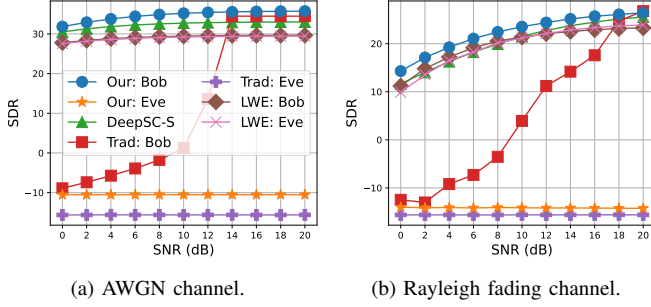 30
20
10
0
−10
SDR
Our: Bob
Our: Eve
DeepSC-S
Trad: Bob
Trad: Eve
LWE: Bob
LWE: Eve
0 2 4 6 8 10 12 14 16 18 20
SNR (dB)
(a) AWGN channel.
20
10
0
−10
SDR
0 2 4 6 8 10 12 14 16 18 20
SNR (dB)
(b) Rayleigh fading channel.